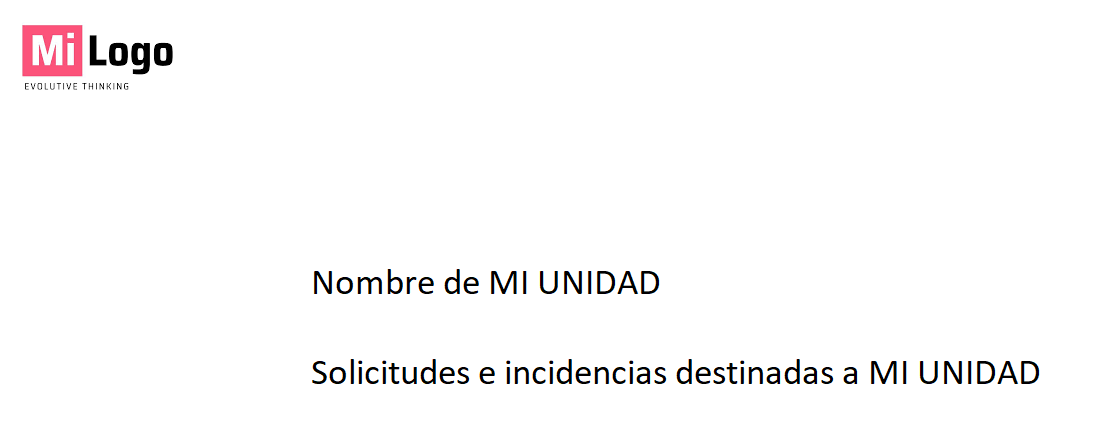 Mi Logo
EVOLUTIVE THINKING
Nombre de MI UNIDAD
Solicitudes e incidencias destinadas a MI UNIDAD